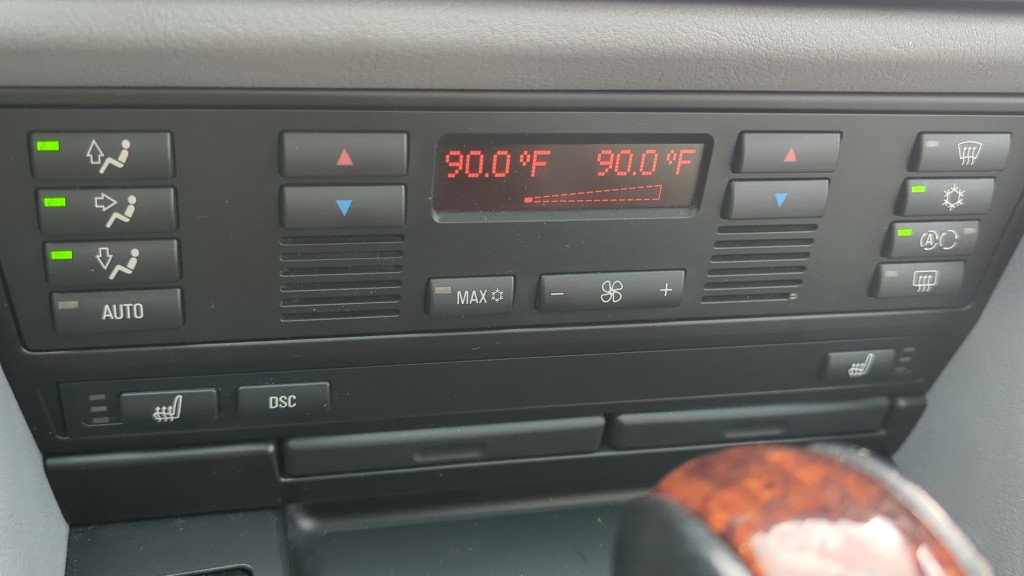 90.0 °F 90.0 °F
AUTO
MAX
− +
A
DSC